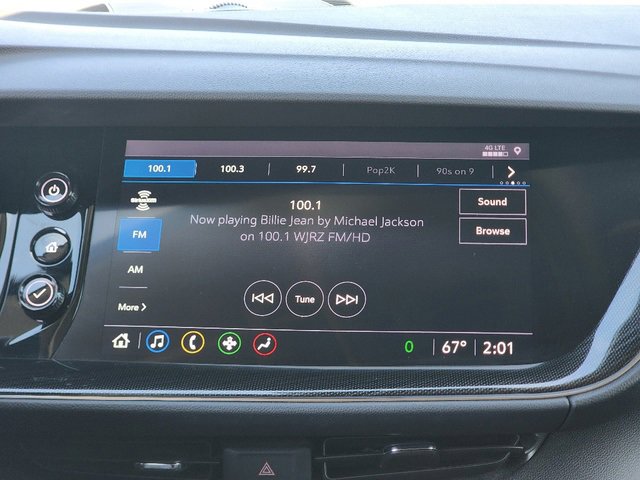 4G LTE
100.1 100.3 99.7 Pop2K 90s on 9
SiriusXM
100.1
Sound
Now playing Billie Jean by Michael Jackson
FM
Browse
on 100.1 WJRZ FM/HD
AM
Tune
More
0 67° 2:01